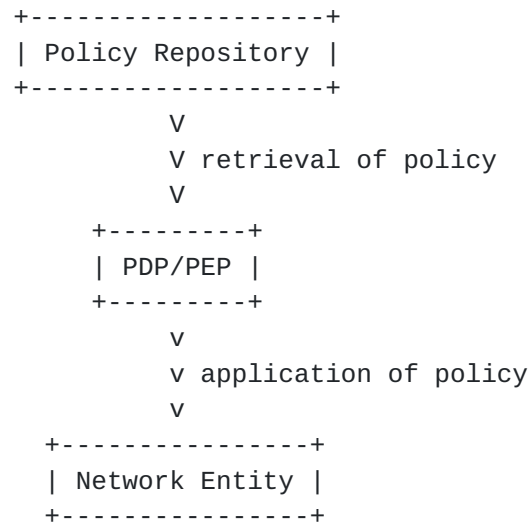 +-------------------+
| Policy Repository |
+-------------------+
V
V retrieval of policy
V
+---------+
| PDP/PEP |
+---------+
v
v application of policy
v
+----------------+
| Network Entity |
+----------------+